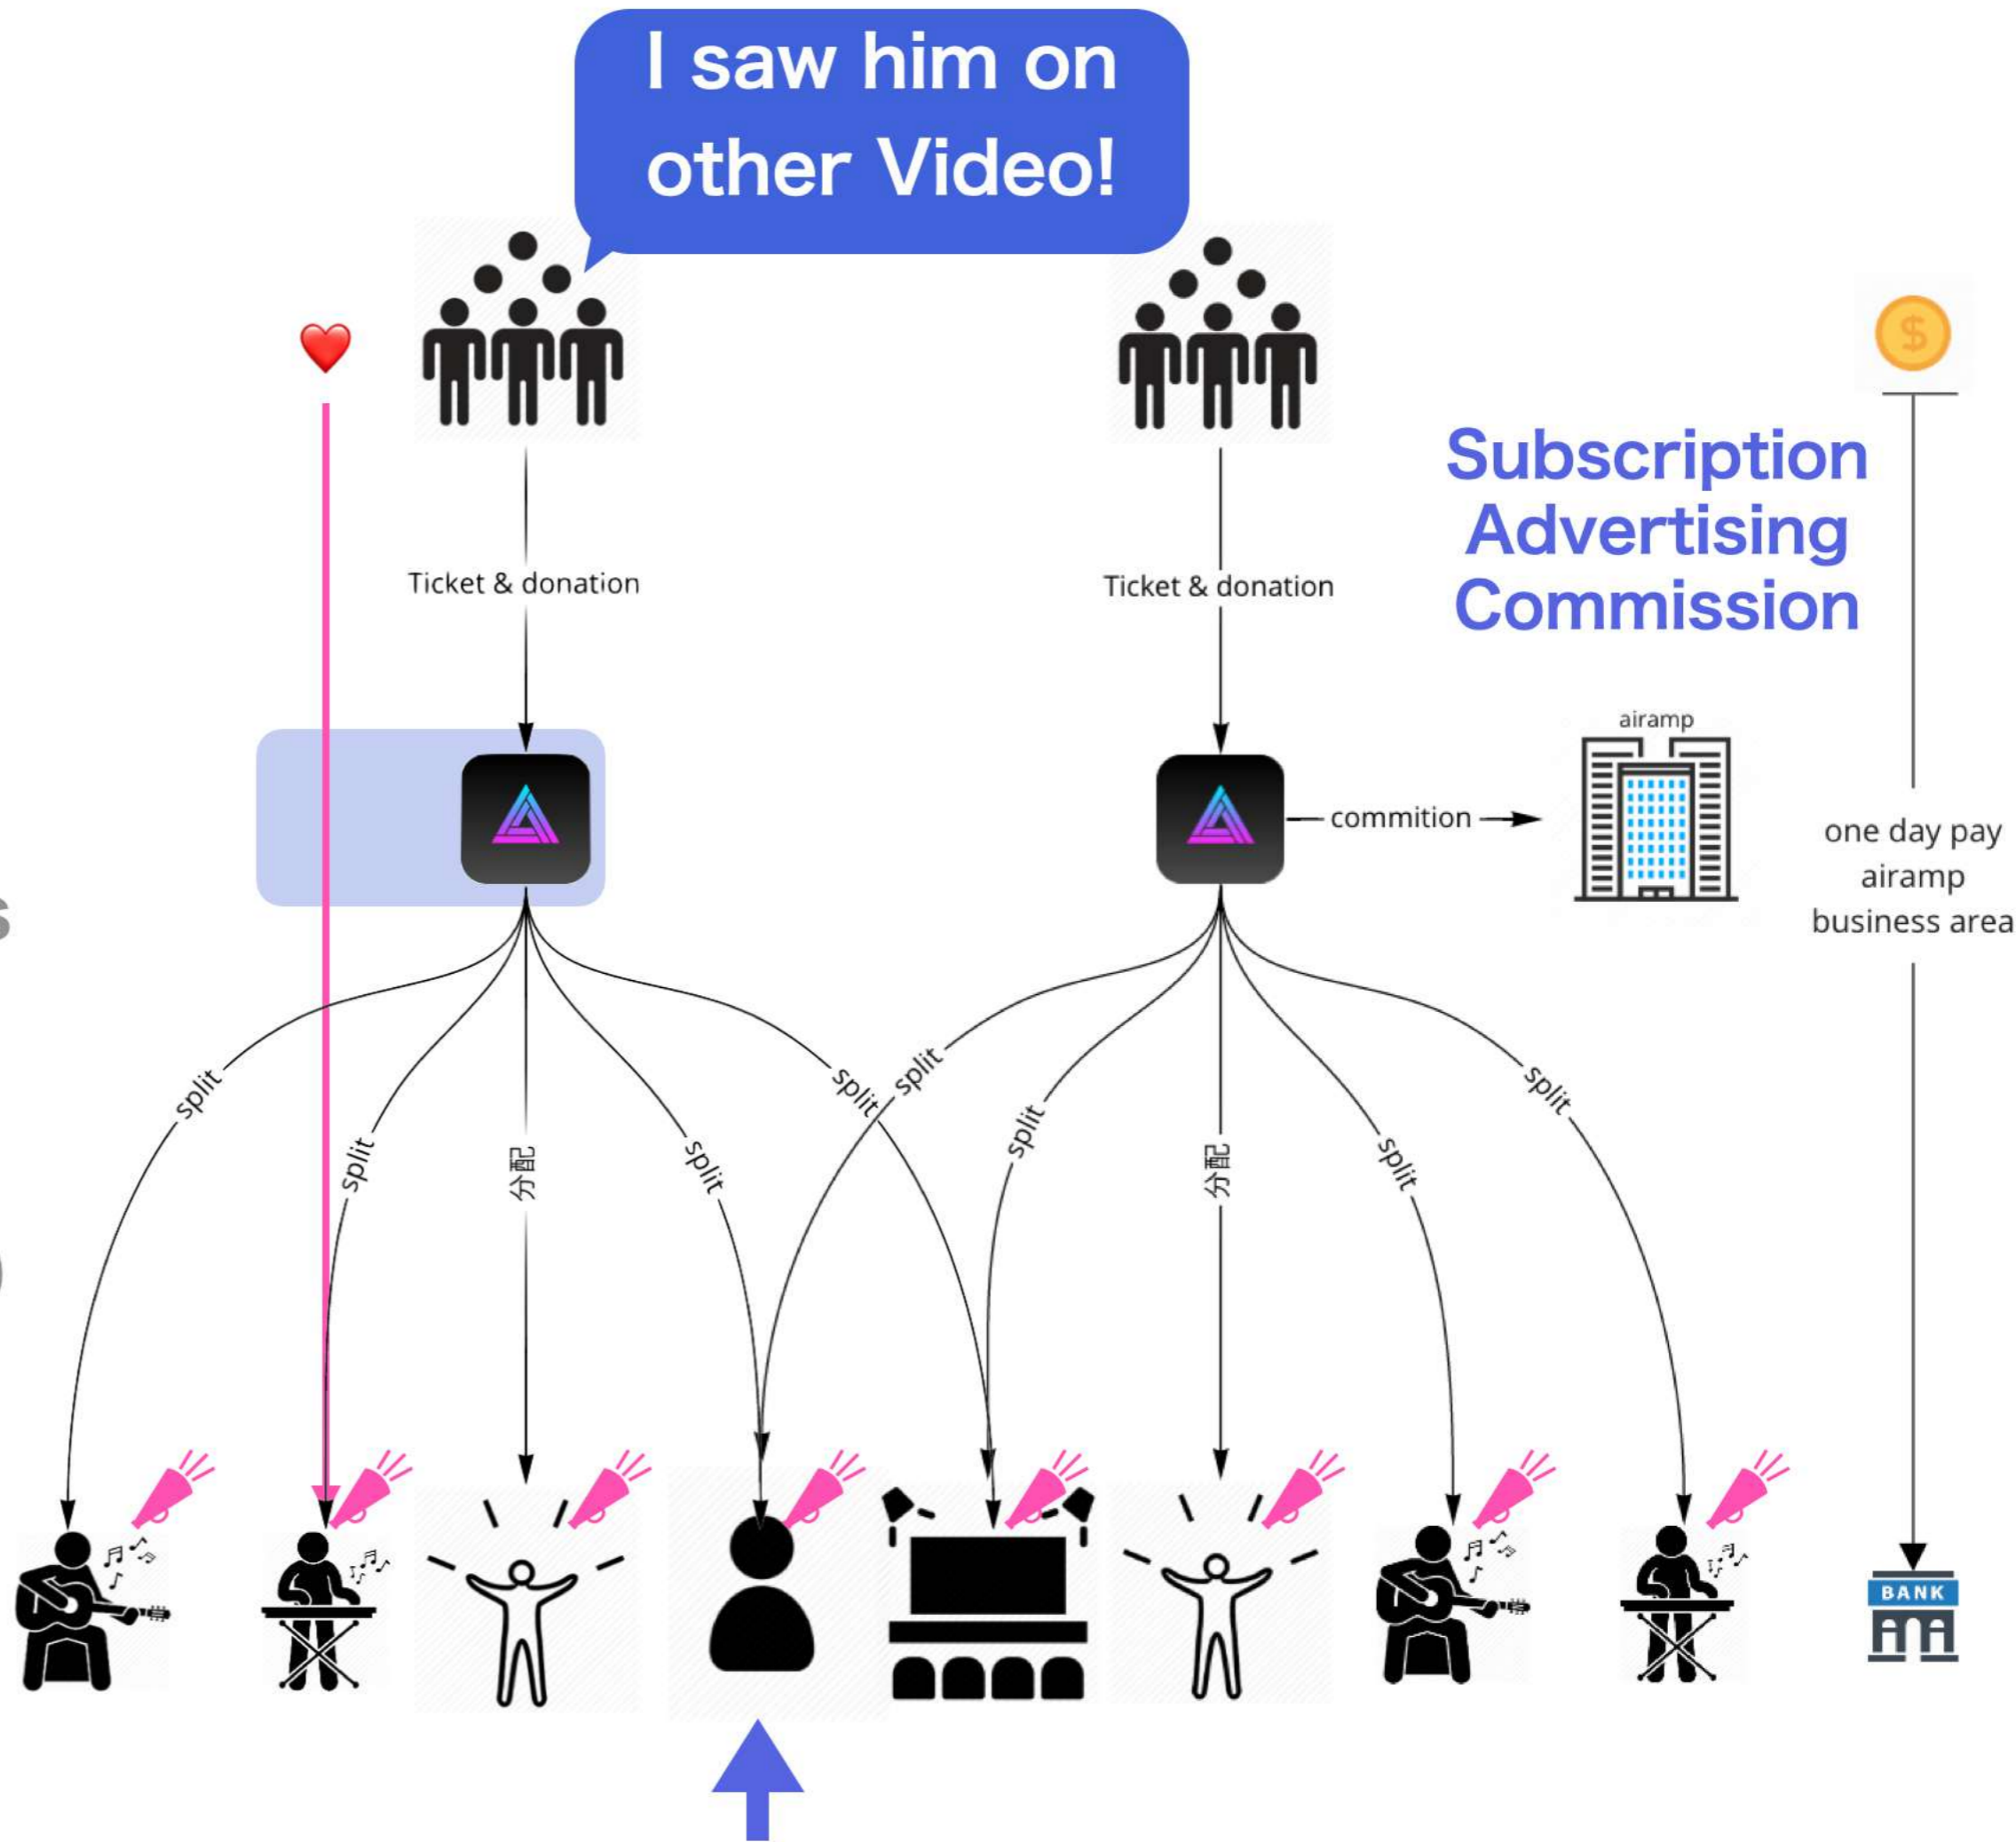 I saw him on
other Video!
Ticket & donation
Ticket & donation
Subscription
Advertising
Commission
airamp
commition
one day pay
airamp
business area
s
split
split
分配
split
split
split
split
分配
split
split
BANK